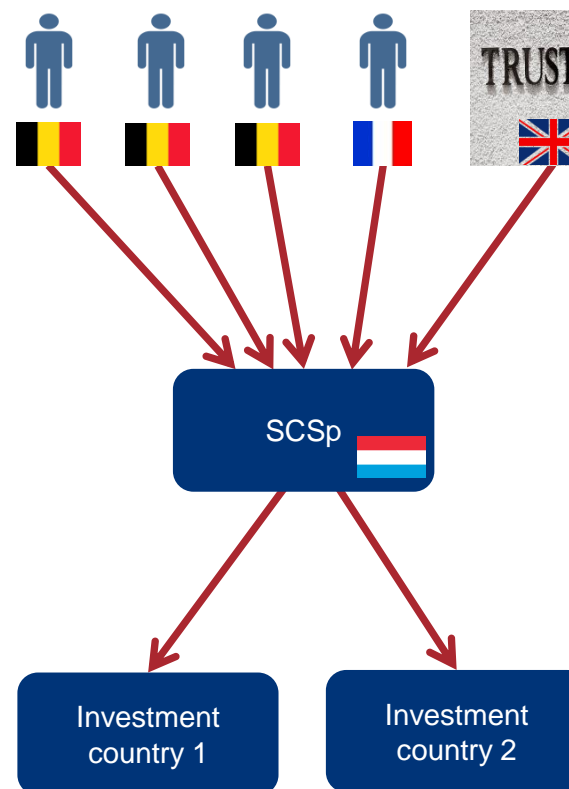 TRUST
SCSp
Investment
country 1
Investment
country 2